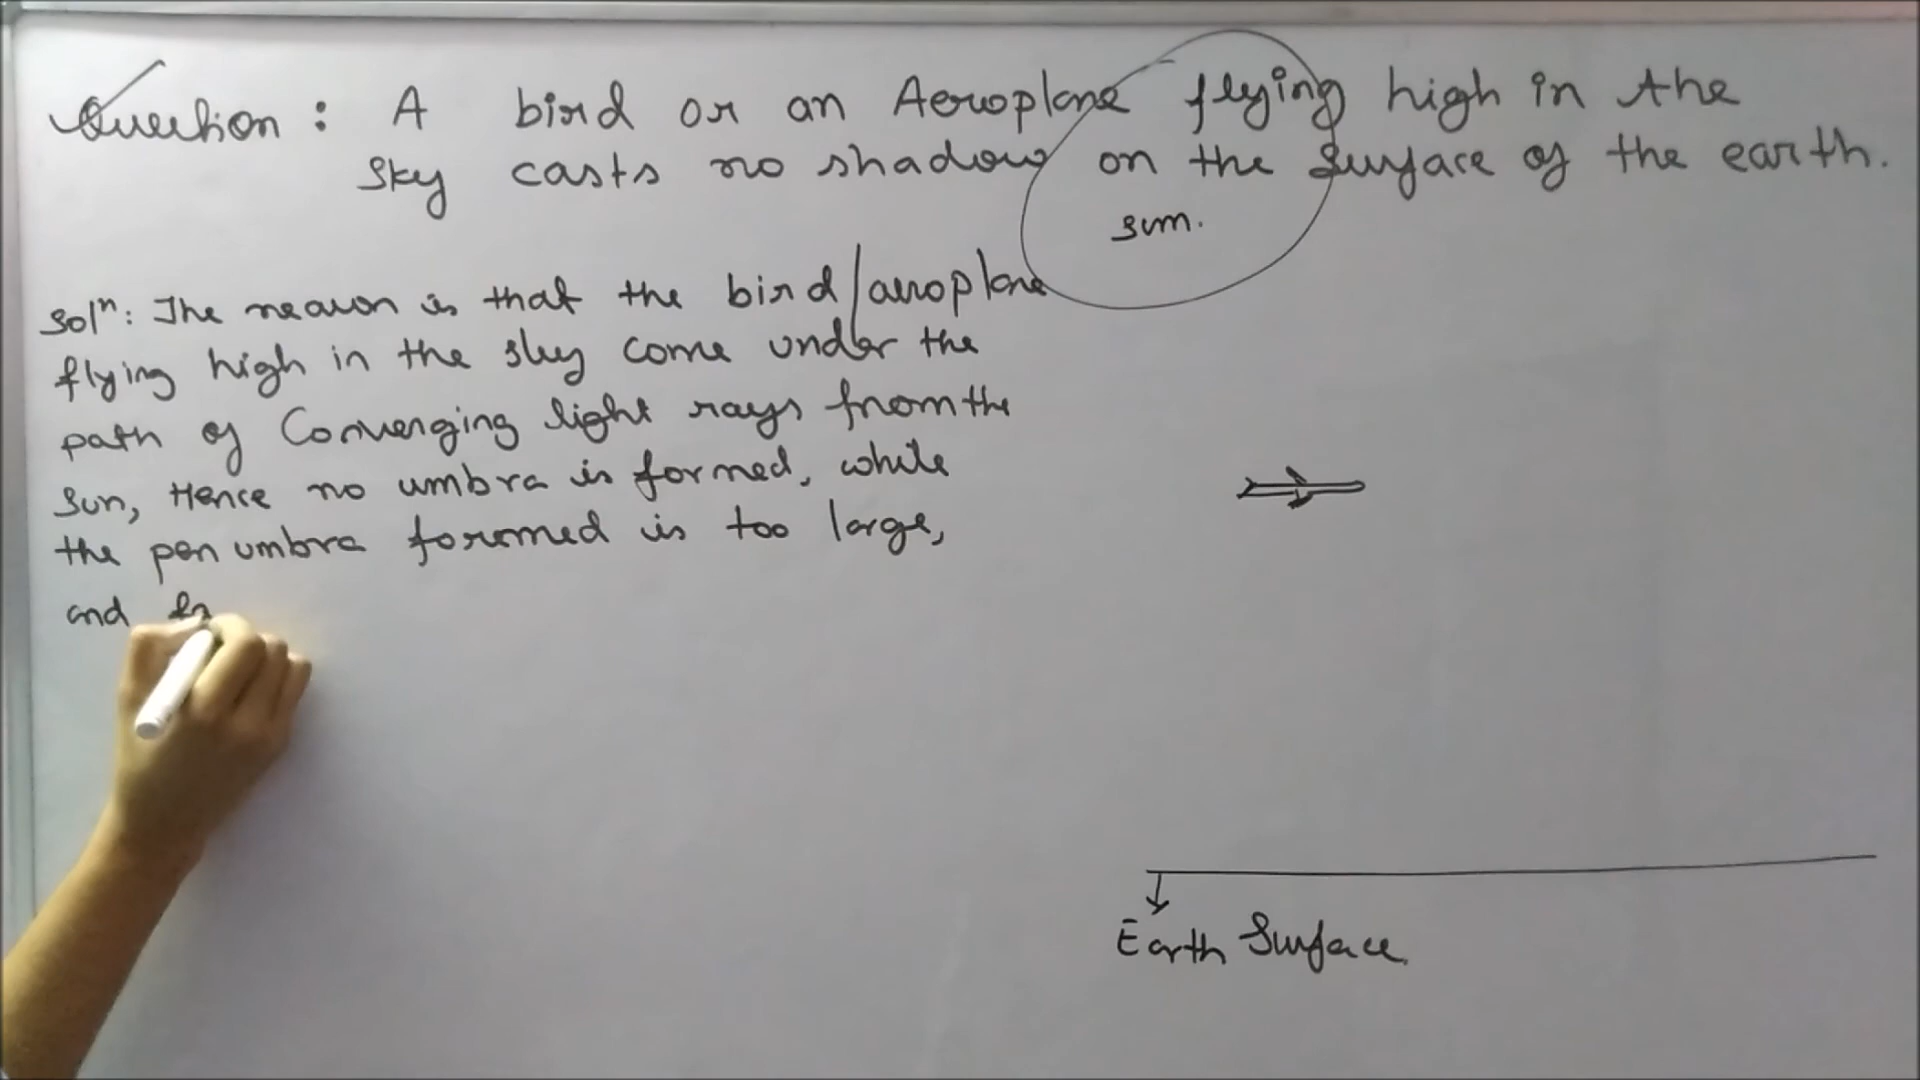 Question : A bird or an Aeroplane flying high in the
sky casts no shadow on the surface of the earth.
sun.
Solⁿ: The reason is that the bird/aeroplane
flying high in the sky come under the
path of Converging light rays from the
sun, Hence no umbra is formed, while
the penumbra formed is too large,
and
Earth Surface